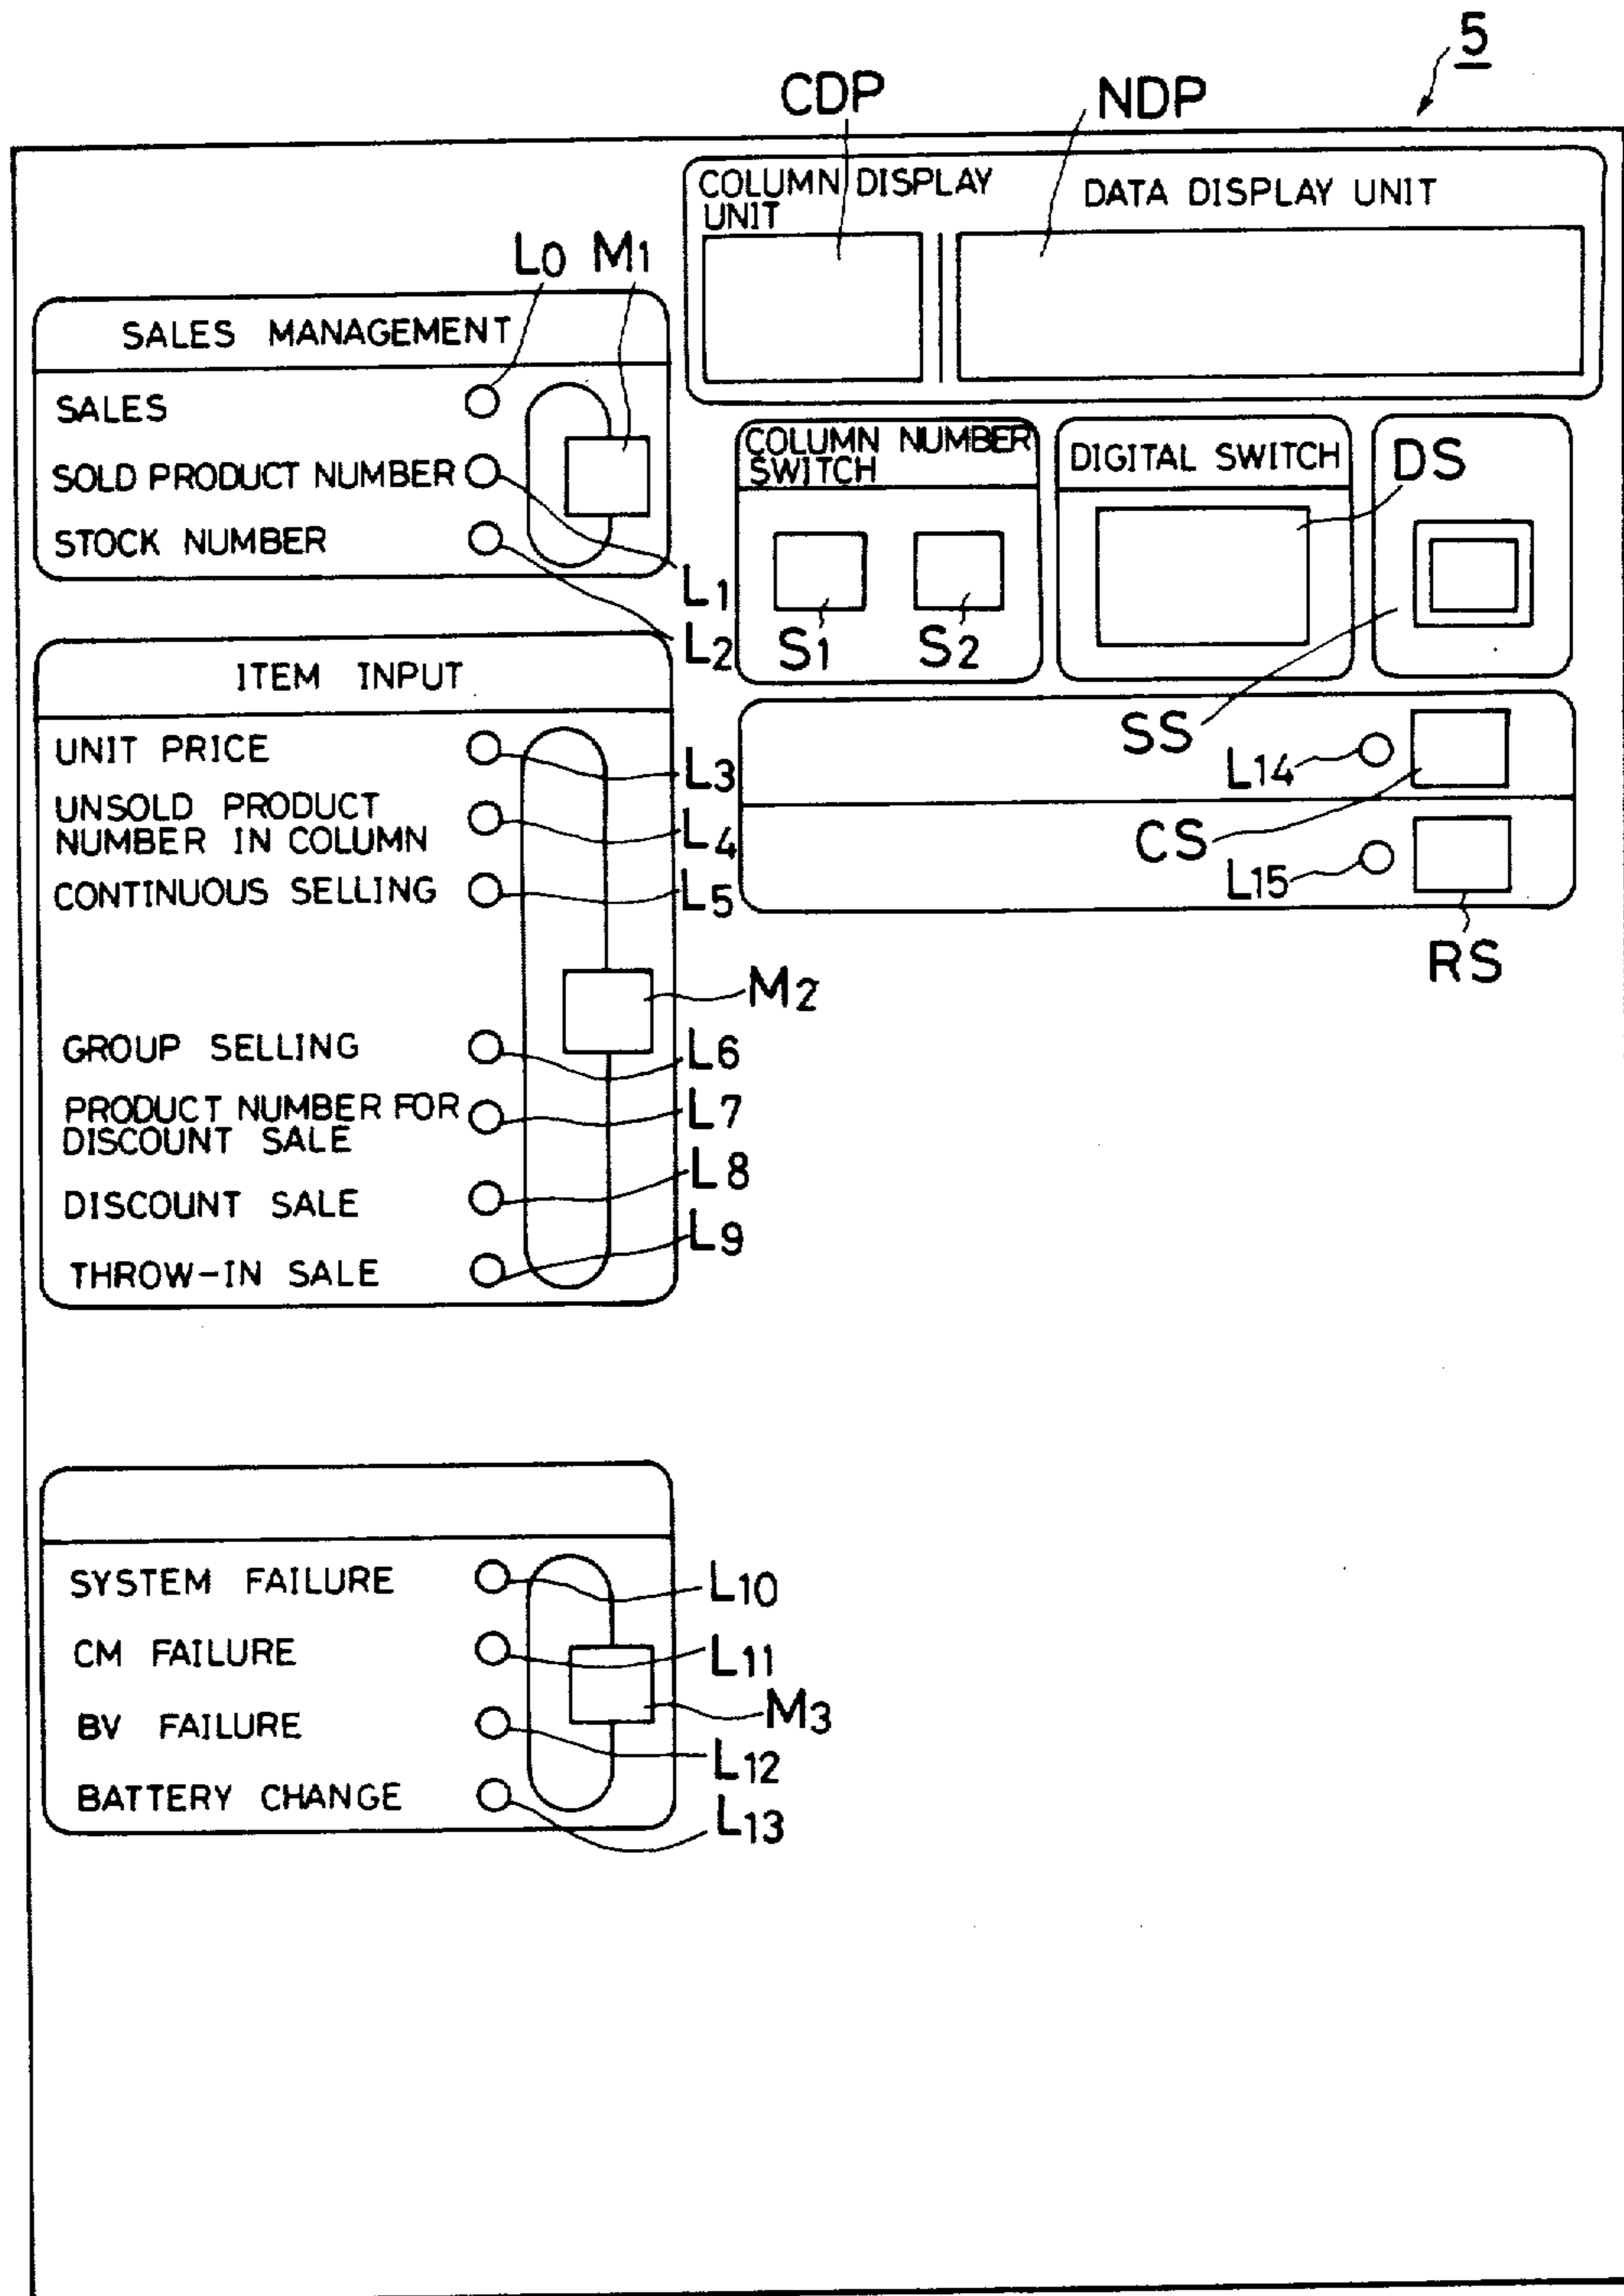 5
CDP
NDP
COLUMN DISPLAY
UNIT
DATA DISPLAY UNIT
L0
M1
SALES MANAGEMENT
SALES
SOLD PRODUCT NUMBER
STOCK NUMBER
L1
L2
COLUMN NUMBER
SWITCH
S1
S2
DIGITAL SWITCH
DS
SS
L14
CS
L15
RS
ITEM INPUT
UNIT PRICE
L3
UNSOLD PRODUCT
NUMBER IN COLUMN
L4
CONTINUOUS SELLING
L5
M2
GROUP SELLING
L6
PRODUCT NUMBER FOR
DISCOUNT SALE
L7
DISCOUNT SALE
L8
THROW-IN SALE
L9
SYSTEM FAILURE
L10
CM FAILURE
L11
M3
BV FAILURE
L12
BATTERY CHANGE
L13